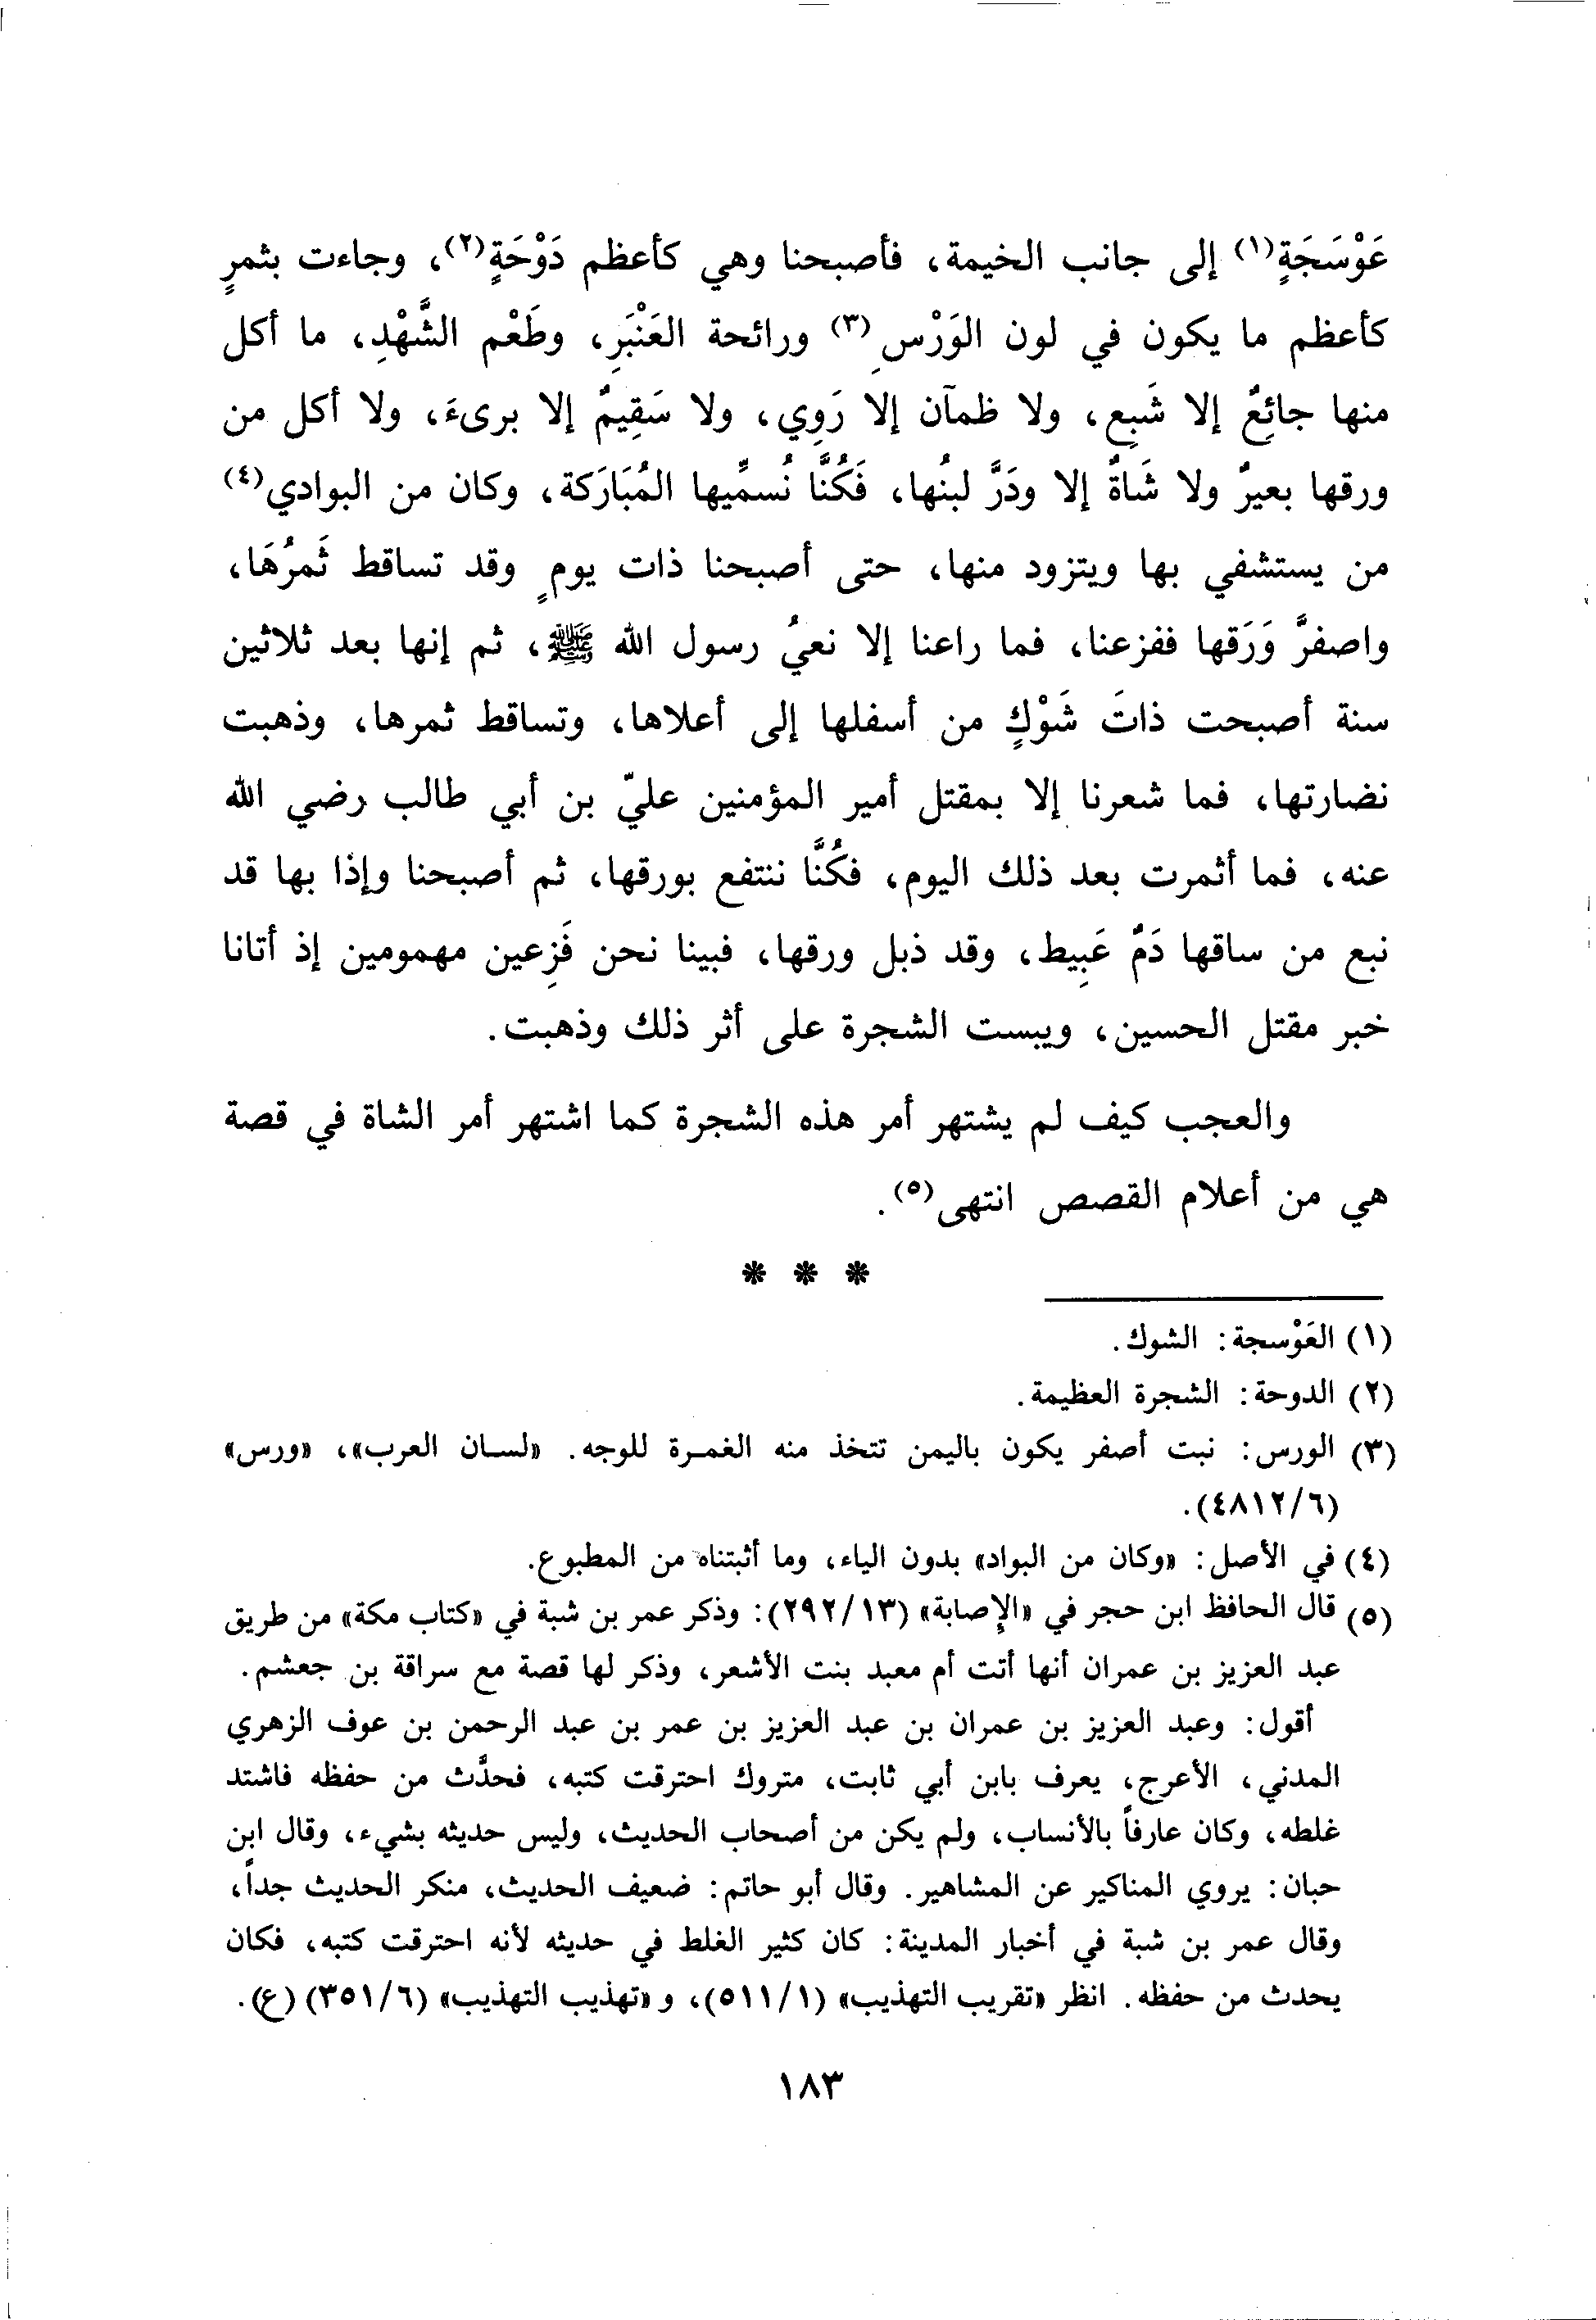 عَوْسَجَةٍ(١) إلى جانب الخيمة، فأصبحنا وهي كأعظم دَوْحَةٍ(٢)، وجاءت بثمرٍ
كأعظم ما يكون في لون الوَرْسِ(٣) ورائحة العَنْبَرِ، وطَعْم الشَّهْدِ، ما أكل
منها جائِعٌ إلا شَبِع، ولا ظمآن إلا رَوِي، ولا سَقِيمٌ إلا برىءَ، ولا أكل من
ورقها بعيرٌ ولا شَاةٌ إلا ودَرَّ لبنُها، فَكُنَّا نُسمِّيها المُبَارَكة، وكان من البوادي(٤)
من يستشفي بها ويتزود منها، حتى أصبحنا ذات يومٍ وقد تساقط ثَمرُهَا،
واصفرَّ وَرَقها ففزعنا، فما راعنا إلا نعيُ رسول الله ﷺ، ثم إنها بعد ثلاثين
سنة أصبحت ذاتَ شَوْكٍ من أسفلها إلى أعلاها، وتساقط ثمرها، وذهبت
نضارتها، فما شعرنا إلا بمقتل أمير المؤمنين عليّ بن أبي طالب رضي الله
عنه، فما أثمرت بعد ذلك اليوم، فكُنَّا ننتفع بورقها، ثم أصبحنا وإذا بها قد
نبع من ساقها دَمٌ عَبِيط، وقد ذبل ورقها، فبينا نحن فَزِعين مهمومين إذ أتانا
خبر مقتل الحسين، ويبست الشجرة على أثر ذلك وذهبت.
والعجب كيف لم يشتهر أمر هذه الشجرة كما اشتهر أمر الشاة في قصة
هي من أعلام القصص انتهى(٥).
* * *
(١) العَوْسجة: الشوك.
(٢) الدوحة: الشجرة العظيمة.
(٣) الورس: نبت أصفر يكون باليمن تتخذ منه الغمرة للوجه. «لسان العرب»، «ورس»
(٤٨١٢/٦).
(٤) في الأصل: «وكان من البواد» بدون الياء، وما أثبتناه من المطبوع.
(٥) قال الحافظ ابن حجر في «الإصابة» (٢٩٢/١٣): وذكر عمر بن شبة في «كتاب مكة» من طريق
عبد العزيز بن عمران أنها أتت أم معبد بنت الأشعر، وذكر لها قصة مع سراقة بن جعشم.
أقول: وعبد العزيز بن عمران بن عبد العزيز بن عمر بن عبد الرحمن بن عوف الزهري
المدني، الأعرج، يعرف بابن أبي ثابت، متروك احترقت كتبه، فحدَّث من حفظه فاشتد
غلطه، وكان عارفاً بالأنساب، ولم يكن من أصحاب الحديث، وليس حديثه بشيء، وقال ابن
حبان: يروي المناكير عن المشاهير. وقال أبو حاتم: ضعيف الحديث، منكر الحديث جداً،
وقال عمر بن شبة في أخبار المدينة: كان كثير الغلط في حديثه لأنه احترقت كتبه، فكان
يحدث من حفظه. انظر «تقريب التهذيب» (٥١١/١)، و «تهذيب التهذيب» (٣٥١/٦) (ع).
١٨٣